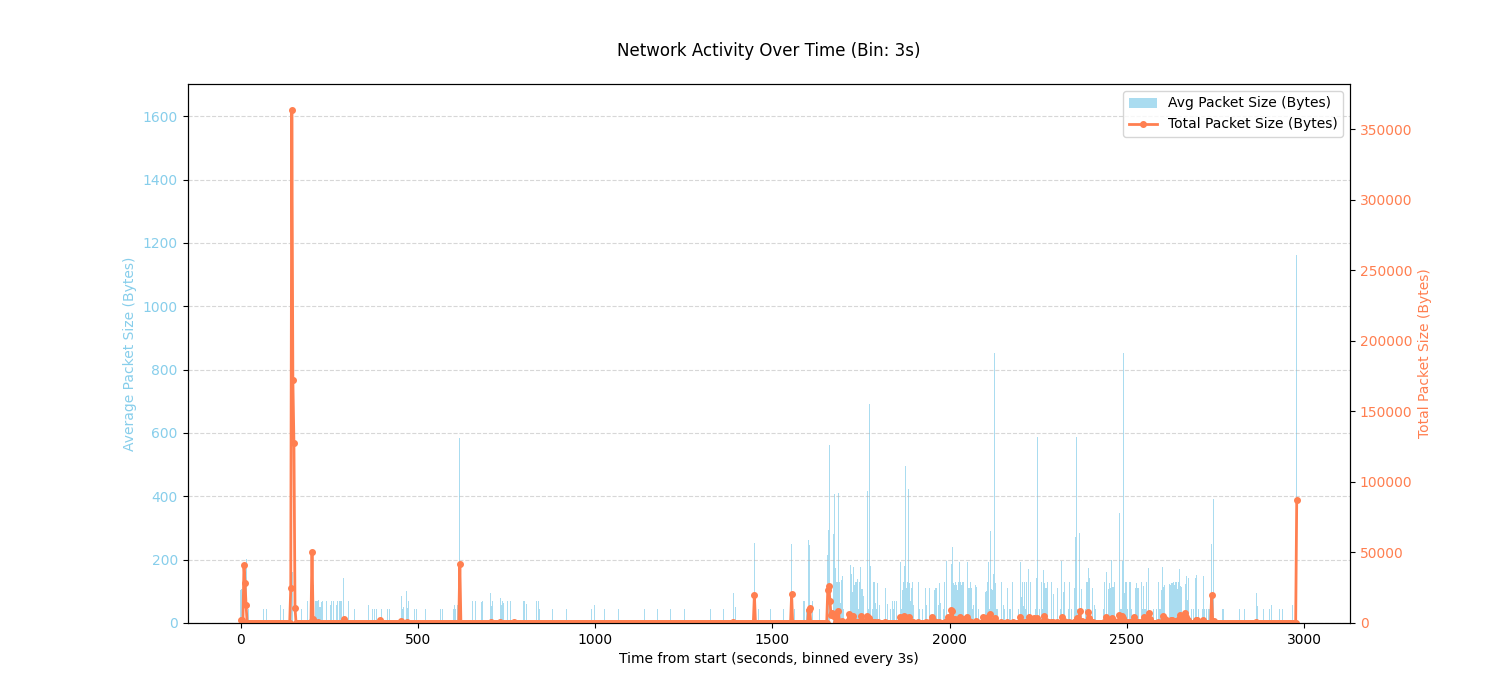 Network Activity Over Time (Bin: 3s)
Avg Packet Size (Bytes)
Total Packet Size (Bytes)
Average Packet Size (Bytes)
1600
1400
1200
1000
800
600
400
200
0
350000
300000
250000
200000
150000
100000
50000
0
Total Packet Size (Bytes)
0 500 1000 1500 2000 2500 3000
Time from start (seconds, binned every 3s)